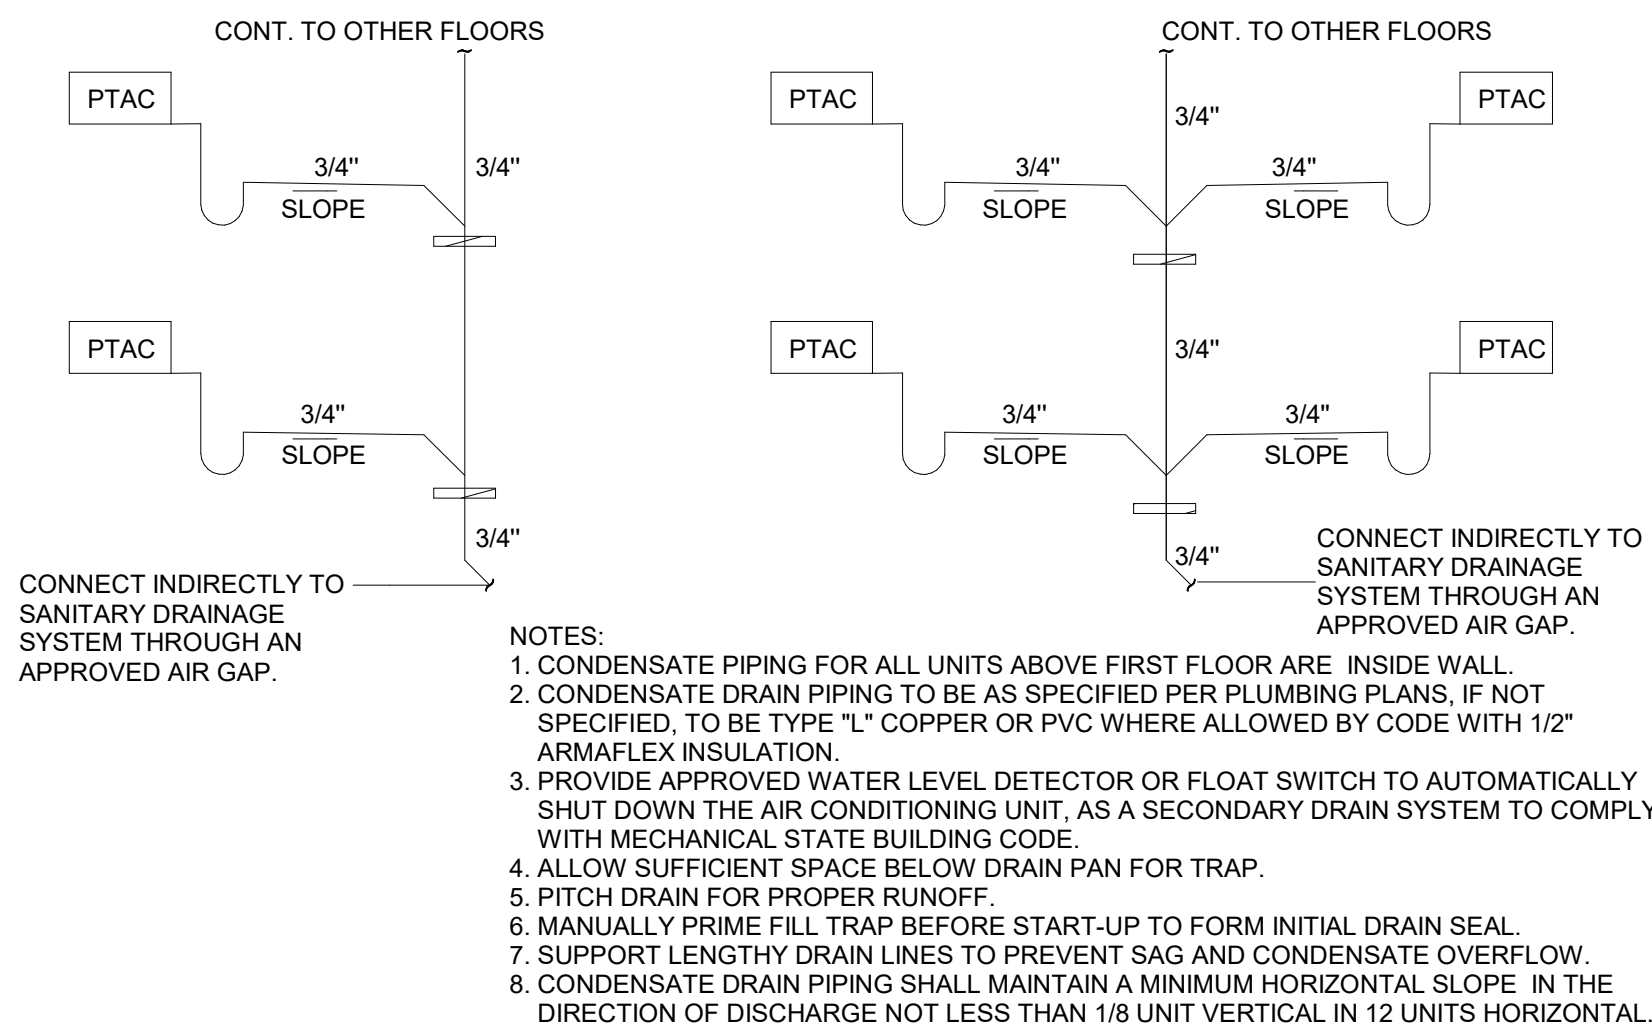 CONT. TO OTHER FLOORS
PTAC
3/4"
3/4"
SLOPE
PTAC
3/4"
SLOPE
3/4"
CONNECT INDIRECTLY TO
SANITARY DRAINAGE
SYSTEM THROUGH AN
APPROVED AIR GAP.
CONT. TO OTHER FLOORS
PTAC
PTAC
3/4"
3/4"
3/4"
SLOPE
SLOPE
PTAC
3/4"
PTAC
3/4"
3/4"
SLOPE
SLOPE
3/4"
CONNECT INDIRECTLY TO
SANITARY DRAINAGE
SYSTEM THROUGH AN
APPROVED AIR GAP.
NOTES:
1. CONDENSATE PIPING FOR ALL UNITS ABOVE FIRST FLOOR ARE INSIDE WALL.
2. CONDENSATE DRAIN PIPING TO BE AS SPECIFIED PER PLUMBING PLANS, IF NOT
SPECIFIED, TO BE TYPE "L" COPPER OR PVC WHERE ALLOWED BY CODE WITH 1/2"
ARMAFLEX INSULATION.
3. PROVIDE APPROVED WATER LEVEL DETECTOR OR FLOAT SWITCH TO AUTOMATICALLY
SHUT DOWN THE AIR CONDITIONING UNIT, AS A SECONDARY DRAIN SYSTEM TO COMPLY
WITH MECHANICAL STATE BUILDING CODE.
4. ALLOW SUFFICIENT SPACE BELOW DRAIN PAN FOR TRAP.
5. PITCH DRAIN FOR PROPER RUNOFF.
6. MANUALLY PRIME FILL TRAP BEFORE START-UP TO FORM INITIAL DRAIN SEAL.
7. SUPPORT LENGTHY DRAIN LINES TO PREVENT SAG AND CONDENSATE OVERFLOW.
8. CONDENSATE DRAIN PIPING SHALL MAINTAIN A MINIMUM HORIZONTAL SLOPE IN THE
DIRECTION OF DISCHARGE NOT LESS THAN 1/8 UNIT VERTICAL IN 12 UNITS HORIZONTAL.